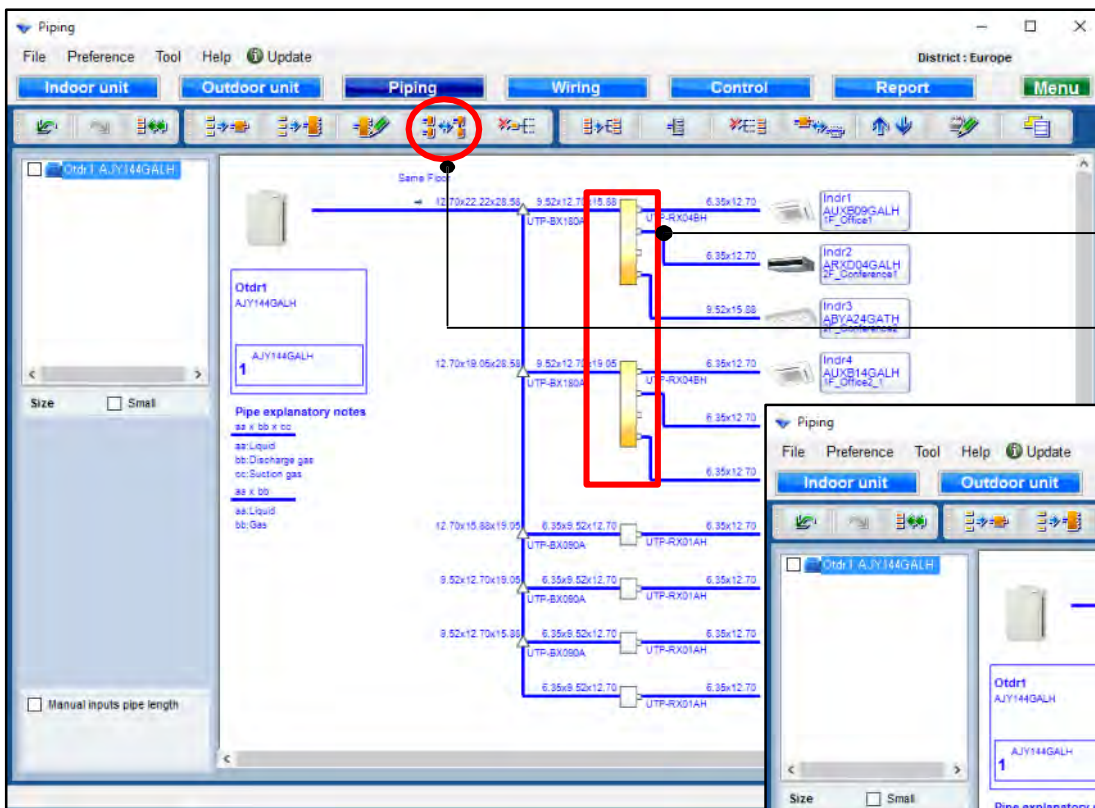 Piping
File Preference Tool Help Update
District : Europe
Indoor unit Outdoor unit Piping Wiring Control Report Menu
Otdr1 AJY144GALH
Size Small
Manual inputs pipe length
Same Floor
12.70x22.22x28.58 9.52x12.70x15.88 6.35x12.70
UTP-BX180A UTP-RX04BH
Indr1
AUXB09GALH
1F_Office1
6.35x12.70
Indr2
ARXD04GALH
2F_Conference1
9.52x15.88
Indr3
ABYA24GATH
2F_Conference2
Otdr1
AJY144GALH
AJY144GALH
1
12.70x19.05x28.58 9.52x12.70x19.05 6.35x12.70
UTP-BX180A UTP-RX04BH
Indr4
AUXB14GALH
1F_Office2_1
6.35x12.70
6.35x12.70
Pipe explanatory notes
aa x bb x cc
aa:Liquid
bb:Discharge gas
cc:Suction gas
aa x bb
aa:Liquid
bb:Gas
12.70x15.88x19.05 6.35x9.52x12.70 6.35x12.70
UTP-BX090A UTP-RX01AH
9.52x12.70x19.05 6.35x9.52x12.70 6.35x12.70
UTP-BX090A UTP-RX01AH
9.52x12.70x15.88 6.35x9.52x12.70 6.35x12.70
UTP-BX090A UTP-RX01AH
6.35x9.52x12.70 6.35x12.70
UTP-RX01AH
Piping
File Preference Tool Help Update
Indoor unit Outdoor unit
Otdr1 AJY144GALH
Otdr1
AJY144GALH
AJY144GALH
1
Size Small
Pipe explanatory